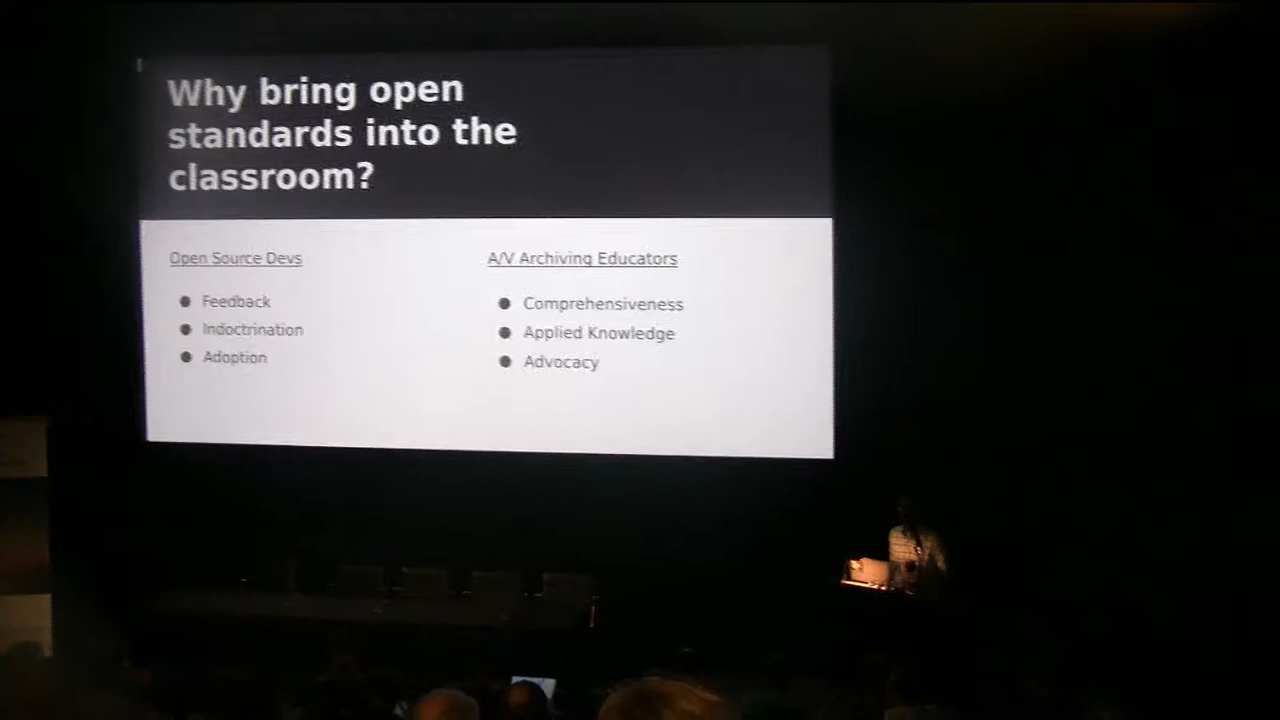 Why bring open
standards into the
classroom?
Open Source Devs
● Feedback
● Indoctrination
● Adoption
A/V Archiving Educators
● Comprehensiveness
● Applied Knowledge
● Advocacy